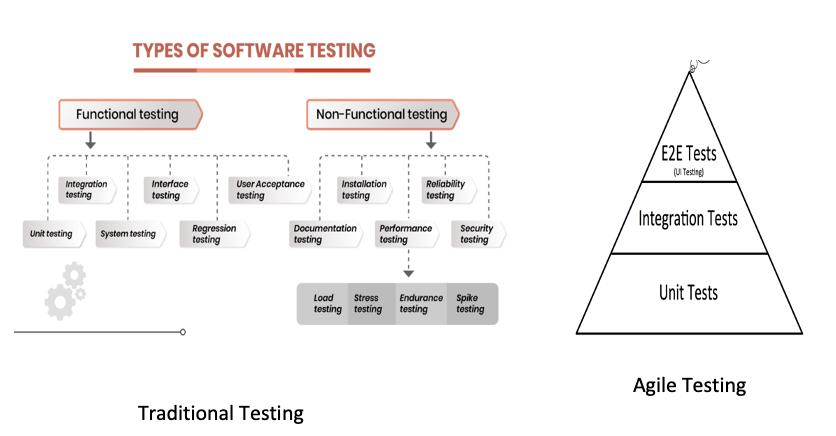 TYPES OF SOFTWARE TESTING
Functional testing
Non-Functional testing
Integration
testing
Interface
testing
User Acceptance
testing
Installation
testing
Reliability
testing
Unit testing
System testing
Regression
testing
Documentation
testing
Performance
testing
Security
testing
Load
testing
Stress
testing
Endurance
testing
Spike
testing
Traditional Testing
E2E Tests
(UI Testing)
Integration Tests
Unit Tests
Agile Testing